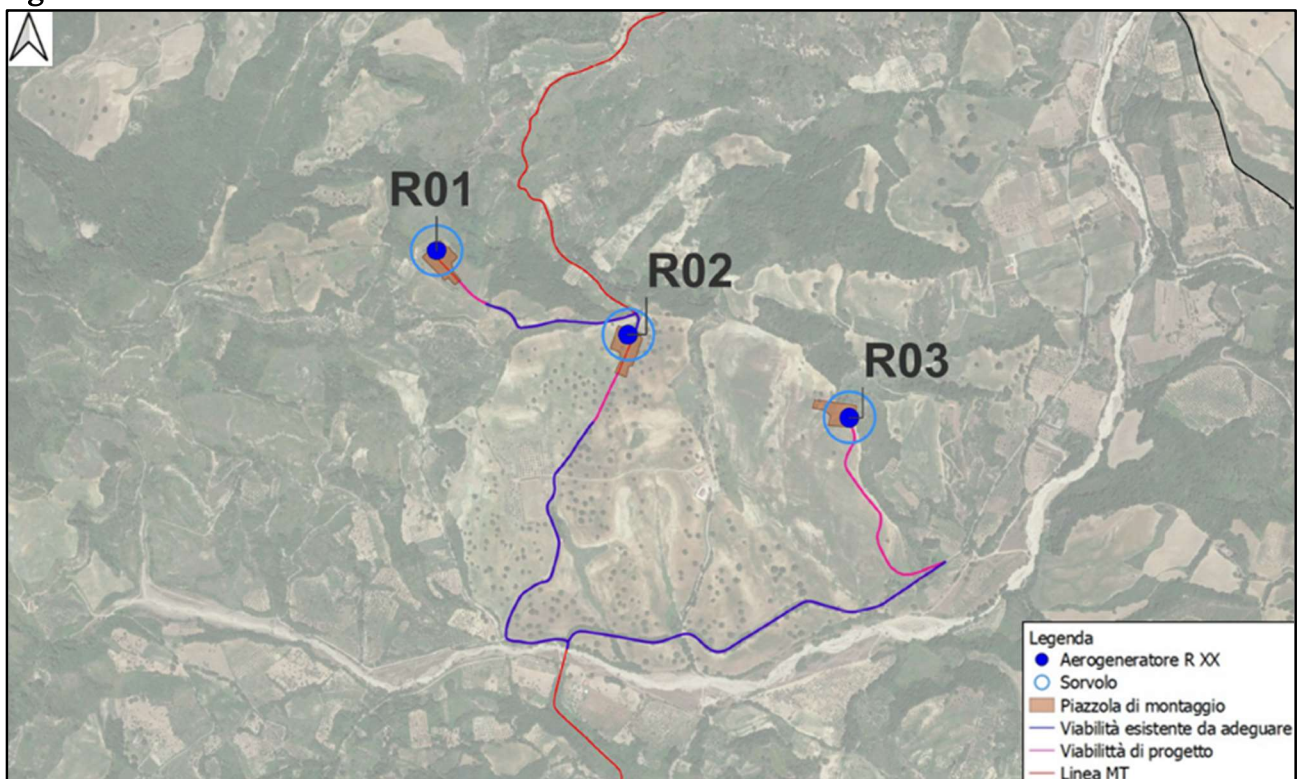 R01
R02
R03
Legenda
Aerogeneratore R XX
Sorvolo
Piazzola di montaggio
Viabilità esistente da adeguare
Viabilittà di progetto
Linea MT